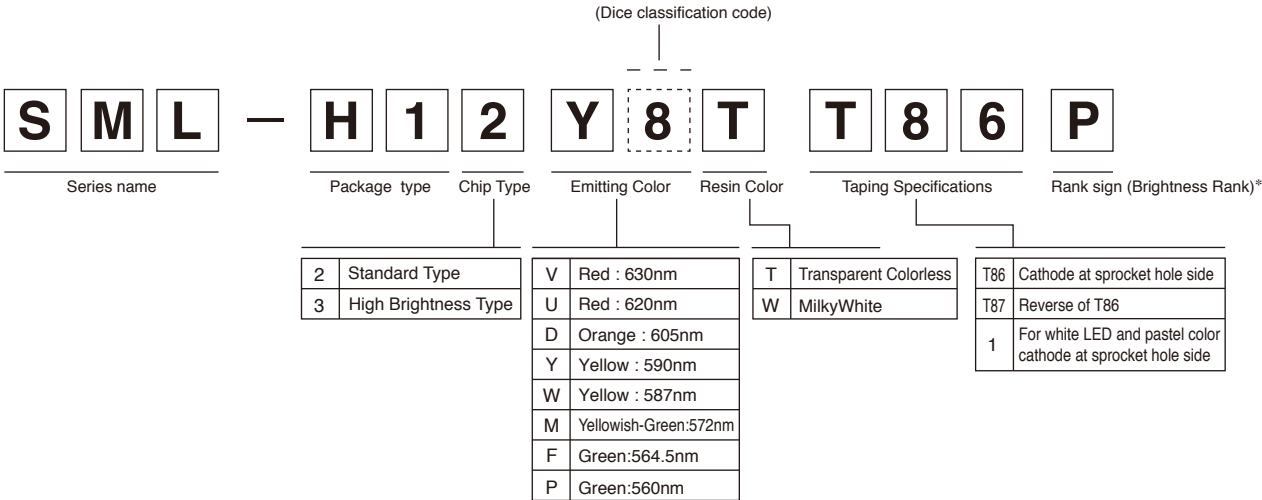 (Dice classification code)
S M L — H 1 2 Y 8 T T 8 6 P
Series name Package type Chip Type Emitting Color Resin Color Taping Specifications Rank sign (Brightness Rank)*
2 Standard Type
3 High Brightness Type
V Red : 630nm
U Red : 620nm
D Orange : 605nm
Y Yellow : 590nm
W Yellow : 587nm
M Yellowish-Green:572nm
F Green:564.5nm
P Green:560nm
T Transparent Colorless
W MilkyWhite
T86 Cathode at sprocket hole side
T87 Reverse of T86
1 For white LED and pastel color
cathode at sprocket hole side